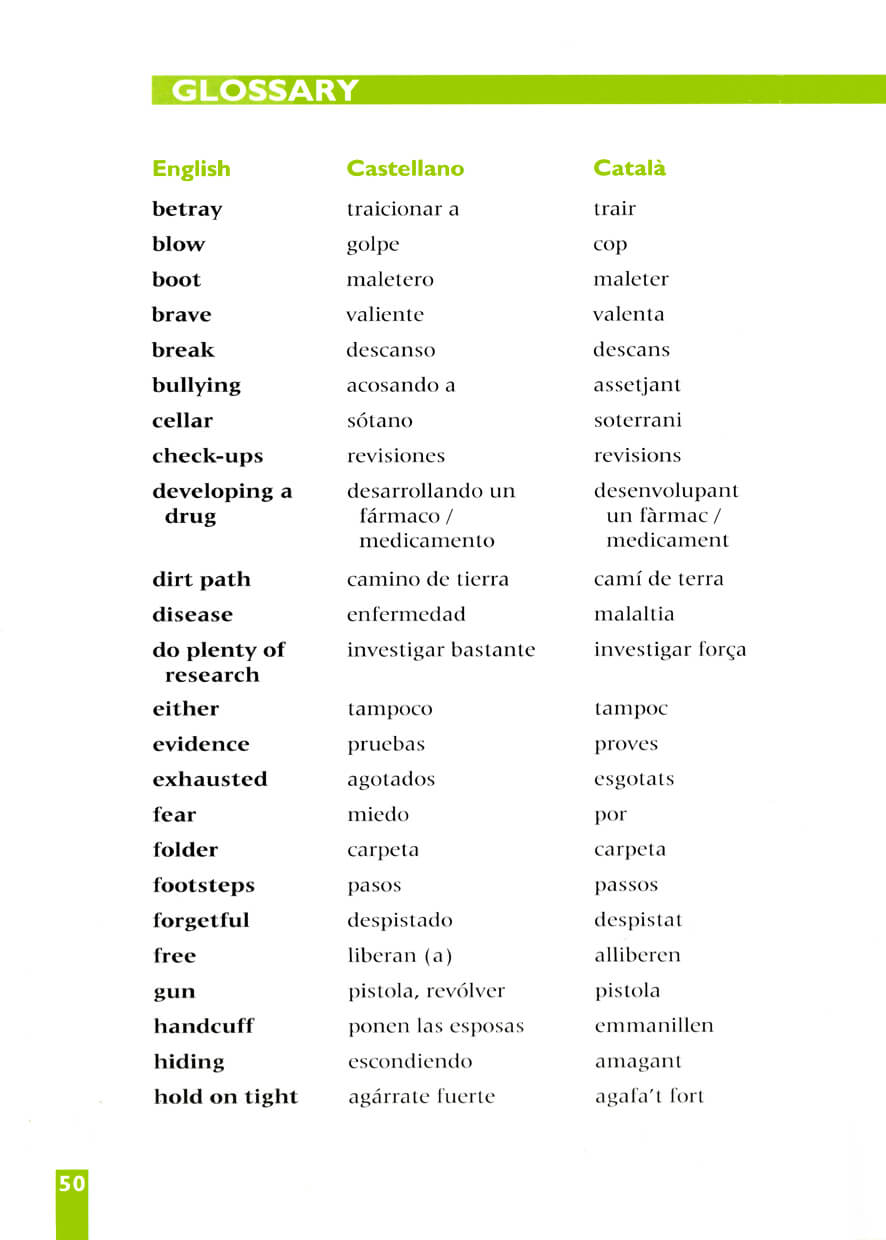 GLOSSARY
English Castellano Català
betray traicionar a trair
blow golpe cop
boot maletero maleter
brave valiente valenta
break descanso descans
bullying acosando a assetjant
cellar sótano soterrani
check-ups revisiones revisions
developing a desarrollando un desenvolupant
drug fármaco / un fàrmac /
medicamento medicament
dirt path camino de tierra camí de terra
disease enfermedad malaltia
do plenty of investigar bastante investigar força
research
either tampoco tampoc
evidence pruebas proves
exhausted agotados esgotats
fear miedo por
folder carpeta carpeta
footsteps pasos passos
forgetful despistado despistat
free liberan (a) alliberen
gun pistola, revólver pistola
handcuff ponen las esposas emmanillen
hiding escondiendo amagant
hold on tight agárrate fuerte agafa't fort
50